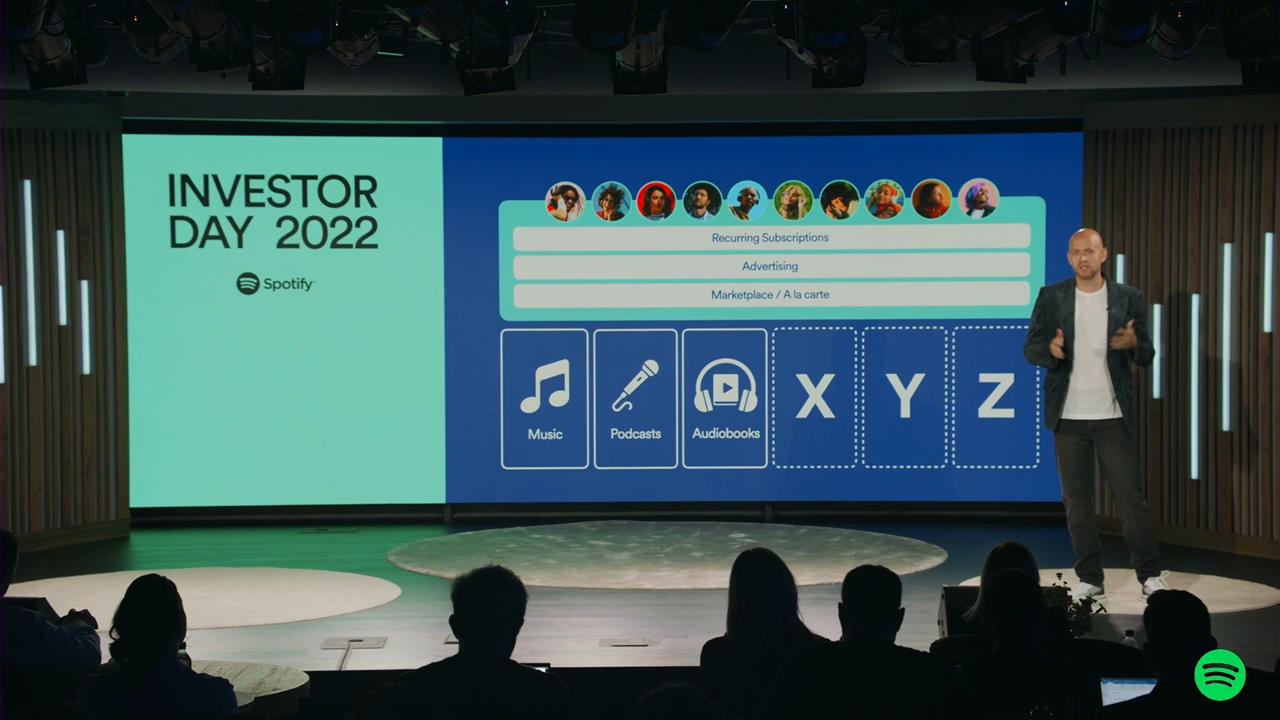 INVESTOR
DAY 2022
Spotify
Recurring Subscriptions
Advertising
Marketplace / A la carte
Music
Podcasts
Audiobooks
X
Y
Z